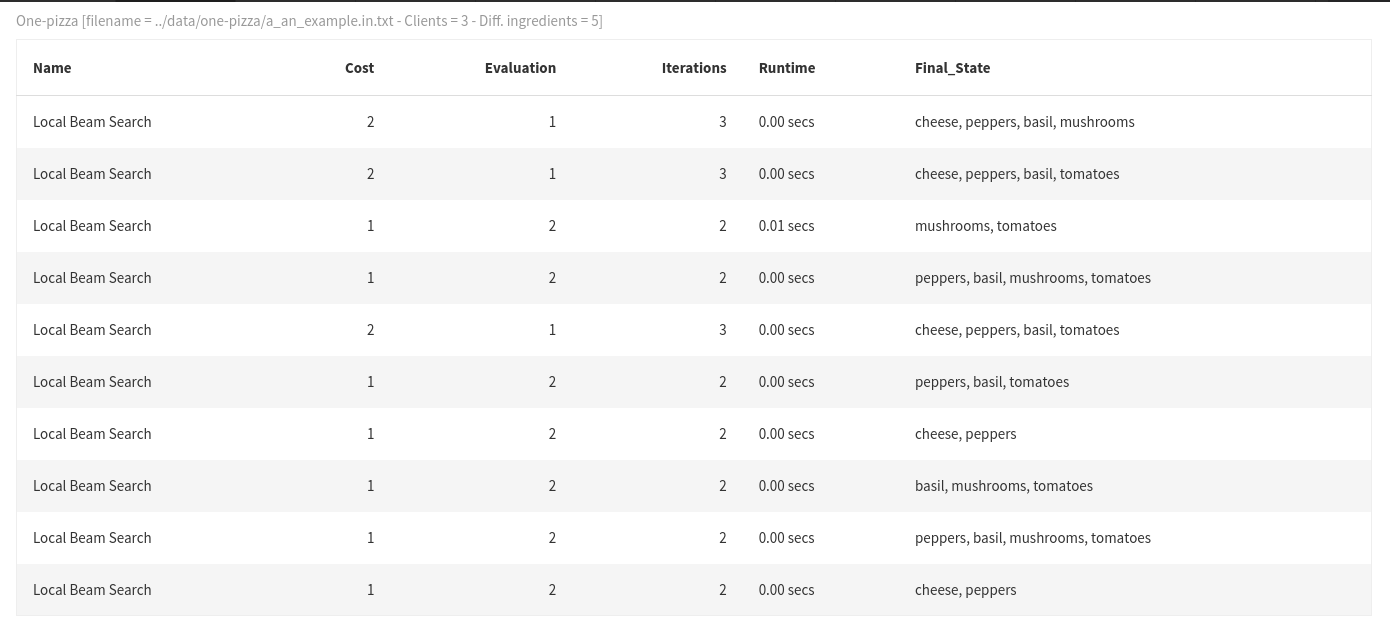 One-pizza [filename = ../data/one-pizza/a_an_example.in.txt - Clients = 3 - Diff. ingredients = 5]
Name Cost Evaluation Iterations Runtime Final_State
Local Beam Search 2 1 3 0.00 secs cheese, peppers, basil, mushrooms
Local Beam Search 2 1 3 0.00 secs cheese, peppers, basil, tomatoes
Local Beam Search 1 2 2 0.01 secs mushrooms, tomatoes
Local Beam Search 1 2 2 0.00 secs peppers, basil, mushrooms, tomatoes
Local Beam Search 2 1 3 0.00 secs cheese, peppers, basil, tomatoes
Local Beam Search 1 2 2 0.00 secs peppers, basil, tomatoes
Local Beam Search 1 2 2 0.00 secs cheese, peppers
Local Beam Search 1 2 2 0.00 secs basil, mushrooms, tomatoes
Local Beam Search 1 2 2 0.00 secs peppers, basil, mushrooms, tomatoes
Local Beam Search 1 2 2 0.00 secs cheese, peppers